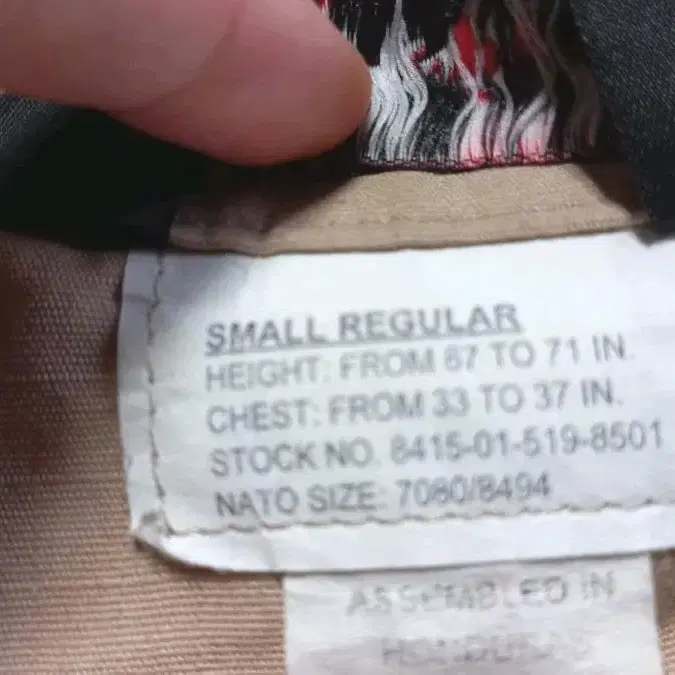 SMALL REGULAR
HEIGHT: FROM 67 TO 71 IN.
CHEST: FROM 33 TO 37 IN.
STOCK NO. 8415-01-519-8501
NATO SIZE: 7080/8494
ASSEMBLED IN
HONDURAS